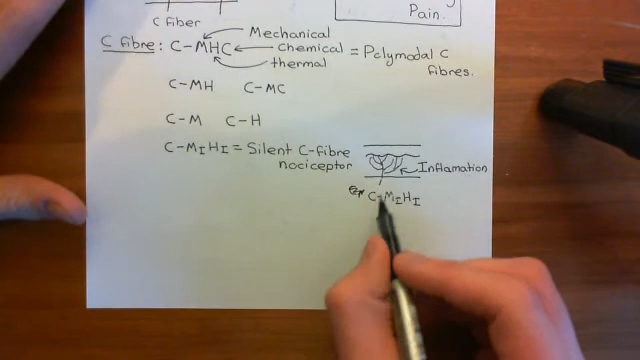 Pain.
C fiber
Mechanical
C fibre: C-MHC Chemical = Polymodal C
thermal fibres.
C-MH C-MC
C-M C-H
C-MIHI = Silent C-fibre
nociceptor
Inflamation
C-MIHI